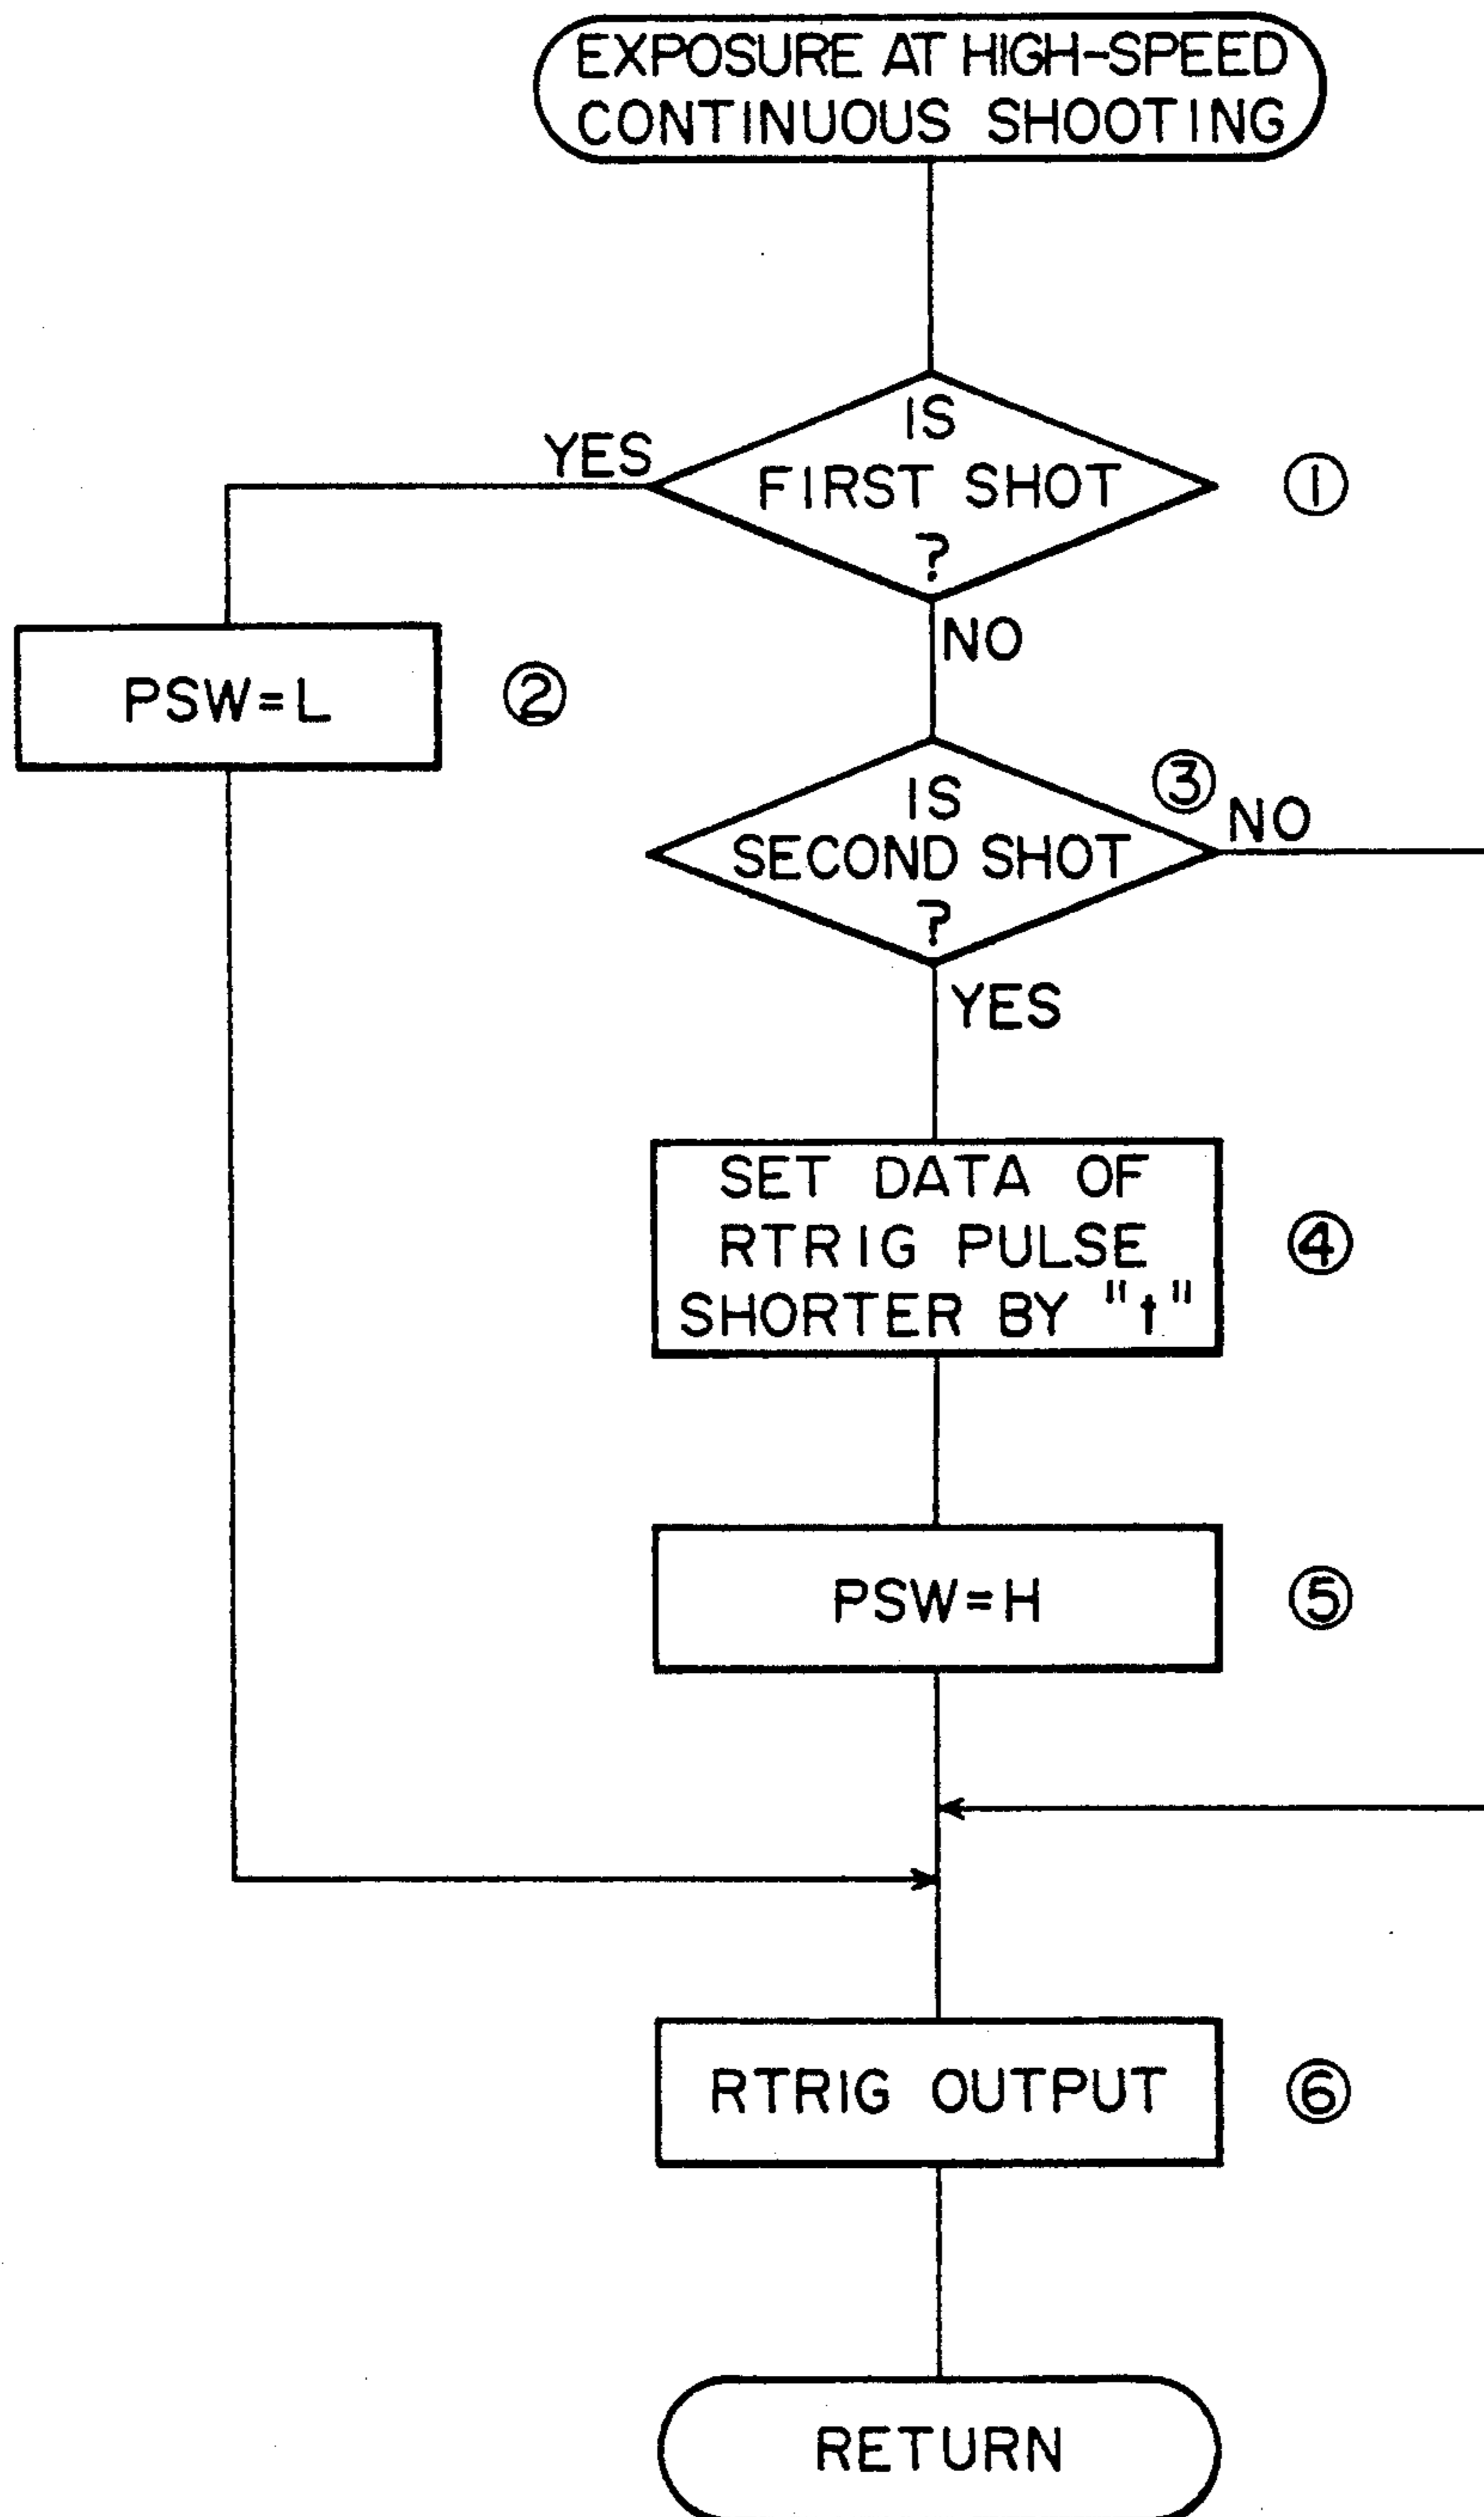 EXPOSURE AT HIGH-SPEED
CONTINUOUS SHOOTING
IS
FIRST SHOT
?
①
YES
NO
PSW=L
②
IS
SECOND SHOT
?
③
NO
YES
SET DATA OF
RTRIG PULSE
SHORTER BY "t"
④
PSW=H
⑤
RTRIG OUTPUT
⑥
RETURN